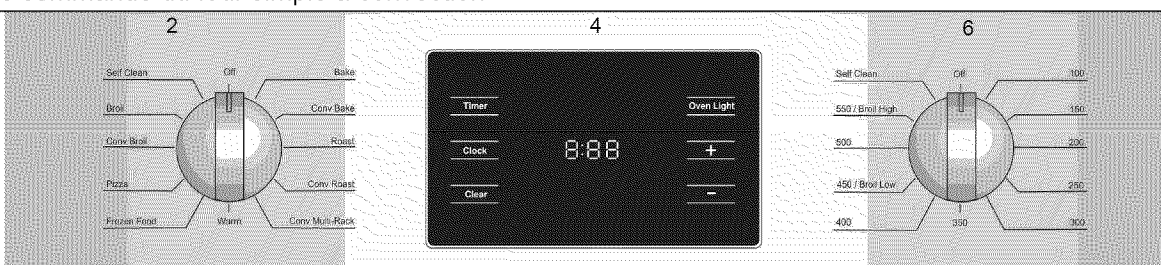 2
4
6
Self Clean
Off
Bake
Broil
Conv Bake
Conv Broil
Roast
Pizza
Conv Roast
Frozen Food
Warm
Conv Multi-Rack
Timer
Oven Light
Clock
8:88
+
Clear
-
Self Clean
Off
100
550 / Broil High
150
500
200
450 / Broil Low
250
400
350
300